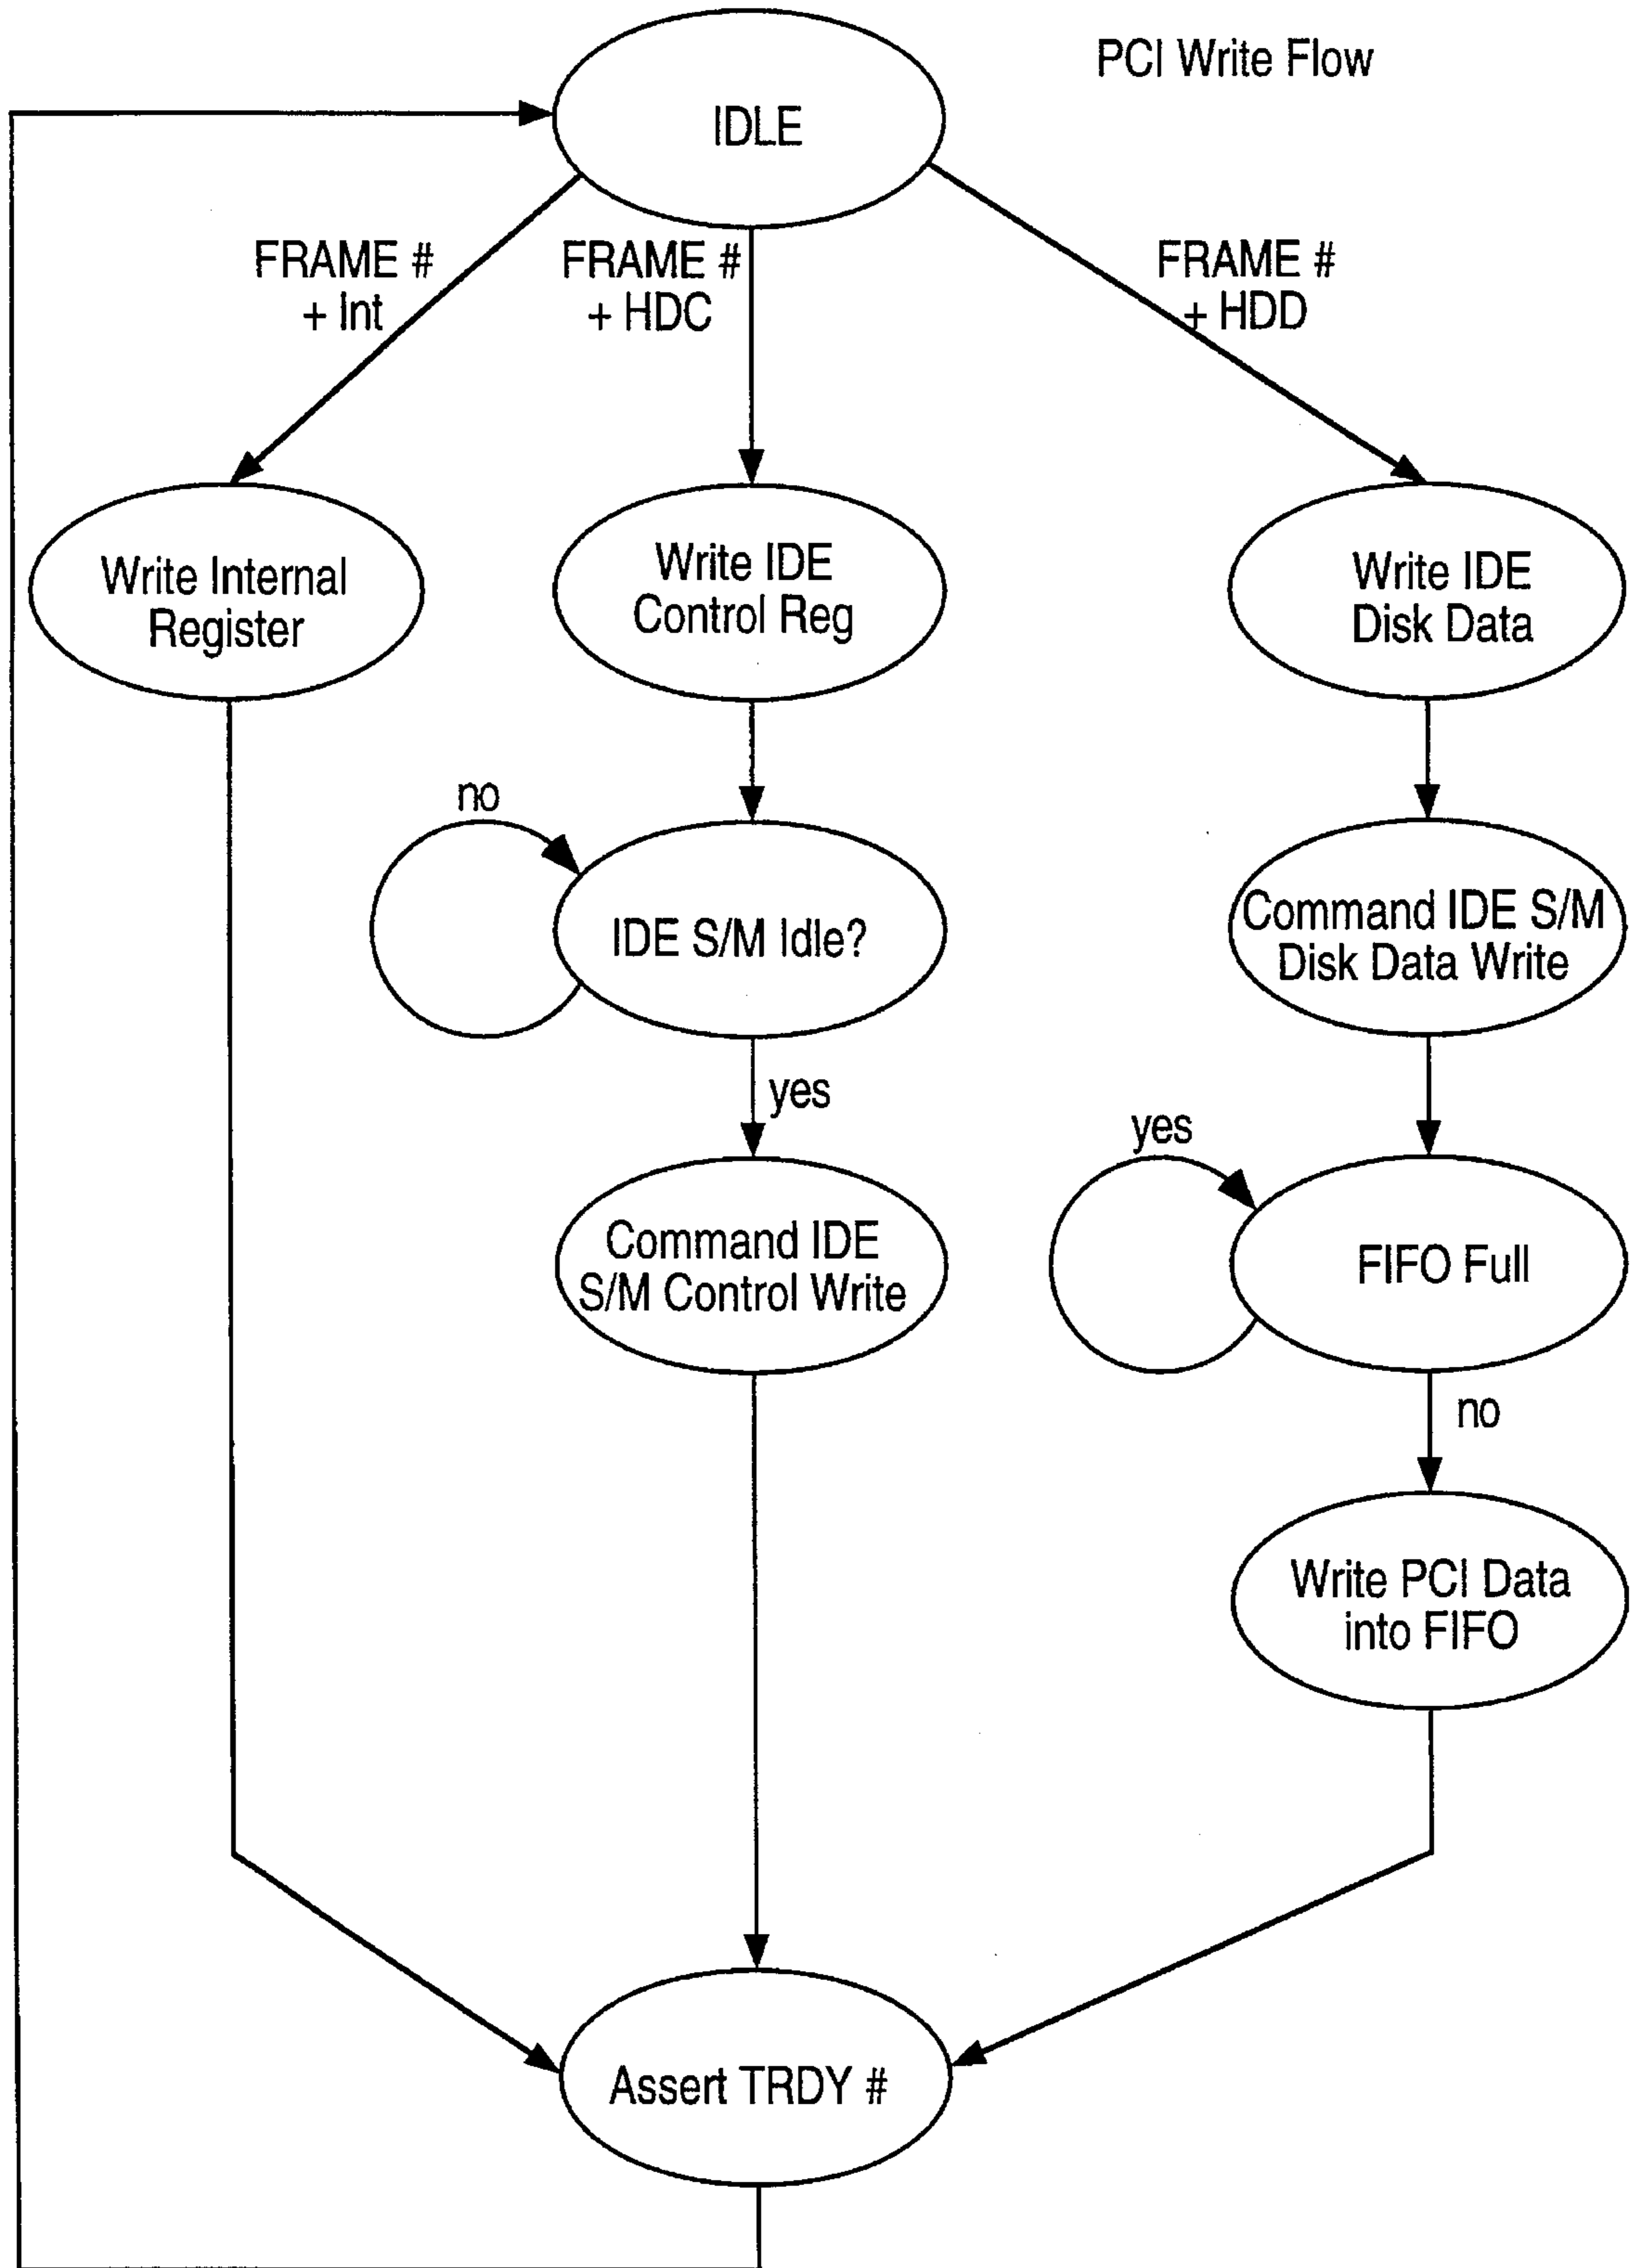 PCI Write Flow
IDLE
FRAME #
+ Int
FRAME #
+ HDC
FRAME #
+ HDD
Write Internal
Register
Write IDE
Control Reg
Write IDE
Disk Data
no
IDE S/M Idle?
Command IDE S/M
Disk Data Write
yes
yes
Command IDE
S/M Control Write
FIFO Full
no
Write PCI Data
into FIFO
Assert TRDY #